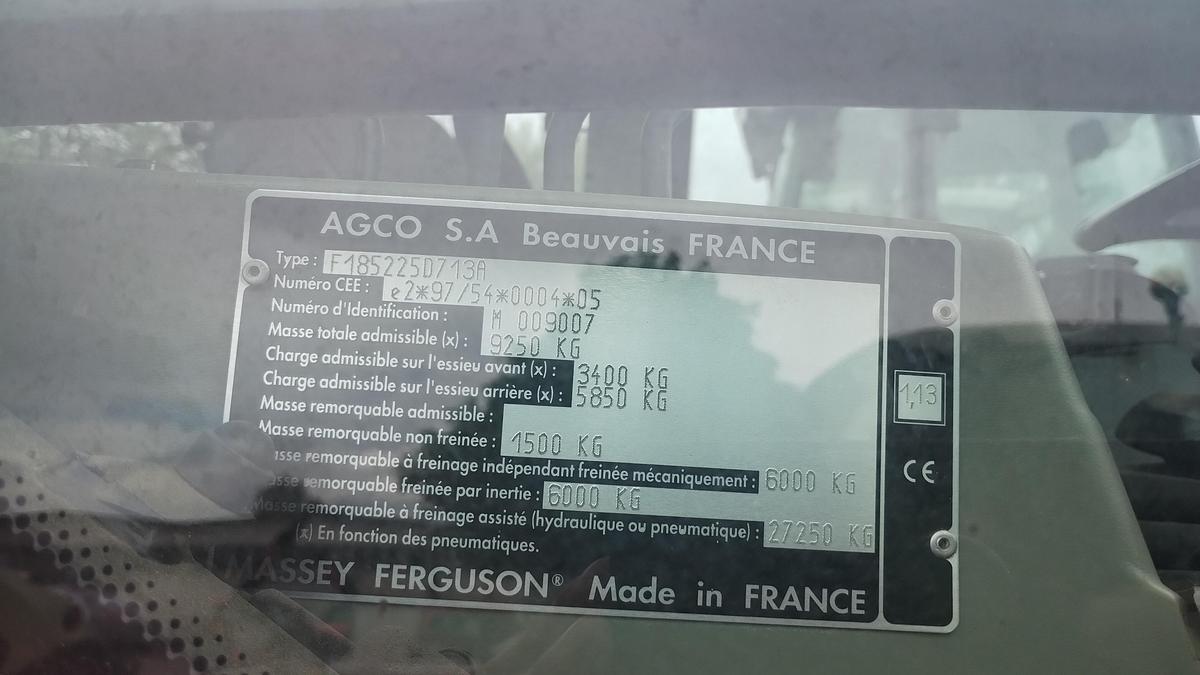 AGCO S.A Beauvais FRANCE
Type : F185225D713A
Numéro CEE : e2*97/54*0004*05
Numéro d'Identification : M 009007
Masse totale admissible (x) : 9250 KG
Charge admissible sur l'essieu avant (x) : 3400 KG
Charge admissible sur l'essieu arrière (x) : 5850 KG
Masse remorquable admissible :
Masse remorquable non freinée : 1500 KG
Masse remorquable à freinage indépendant freinée mécaniquement : 6000 KG
Masse remorquable freinée par inertie : 6000 KG
Masse remorquable à freinage assisté (hydraulique ou pneumatique) : 27250 KG
(x) En fonction des pneumatiques.
MASSEY FERGUSON® Made in FRANCE
1,13
CE